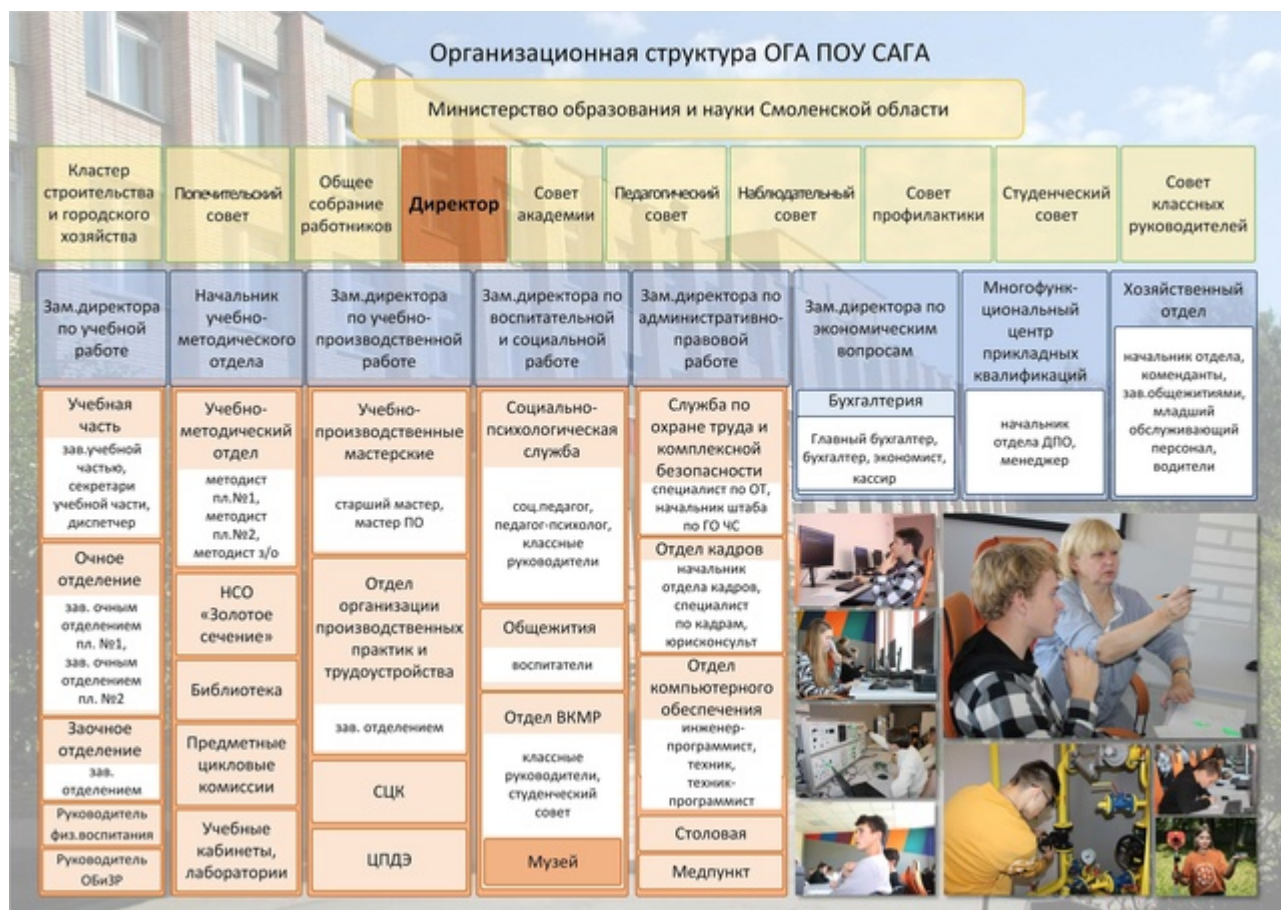 Организационная структура ОГА ПОУ САГА
Министерство образования и науки Смоленской области
Кластер
строительства
и городского
хозяйства
Попечительский
совет
Общее
собрание
работников
Директор
Совет
академии
Педагогический
совет
Наблюдательный
совет
Совет
профилактики
Студенческий
совет
Совет
классных
руководителей
Зам.директора
по учебной
работе
Начальник
учебно-
методического
отдела
Зам.директора
по учебно-
производственной
работе
Зам.директора по
воспитательной
и социальной
работе
Зам.директора по
административно-
правовой
работе
Зам.директора по
экономическим
вопросам
Многофунк-
циональный
центр
прикладных
квалификаций
Хозяйственный
отдел
Учебная
часть
зав.учебной
частью,
секретари
учебной части,
диспетчер
Очное
отделение
зав. очным
отделением
пл. №1,
зав. очным
отделением
пл. №2
Заочное
отделение
зав.
отделением
Руководитель
физ.воспитания
Руководитель
ОБиЗР
Учебно-
методический
отдел
методист
пл.№1,
методист
пл.№2,
методист з/о
НСО
«Золотое
сечение»
Библиотека
Предметные
цикловые
комиссии
Учебные
кабинеты,
лаборатории
Учебно-
производственные
мастерские
старший мастер,
мастер ПО
Отдел
организации
производственных
практик и
трудоустройства
зав. отделением
СЦК
ЦПДЭ
Социально-
психологическая
служба
соц.педагог,
педагог-психолог,
классные
руководители
Общежития
воспитатели
Отдел ВКМР
классные
руководители,
студенческий
совет
Музей
Служба по
охране труда и
комплексной
безопасности
специалист по ОТ,
начальник штаба
по ГО ЧС
Отдел кадров
начальник
отдела кадров,
специалист
по кадрам,
юрисконсульт
Отдел
компьютерного
обеспечения
инженер-
программист,
техник,
техник-
программист
Столовая
Медпункт
Бухгалтерия
Главный бухгалтер,
бухгалтер, экономист,
кассир
начальник
отдела ДПО,
менеджер
начальник отдела,
коменданты,
зав.общежитиями,
младший
обслуживающий
персонал,
водители